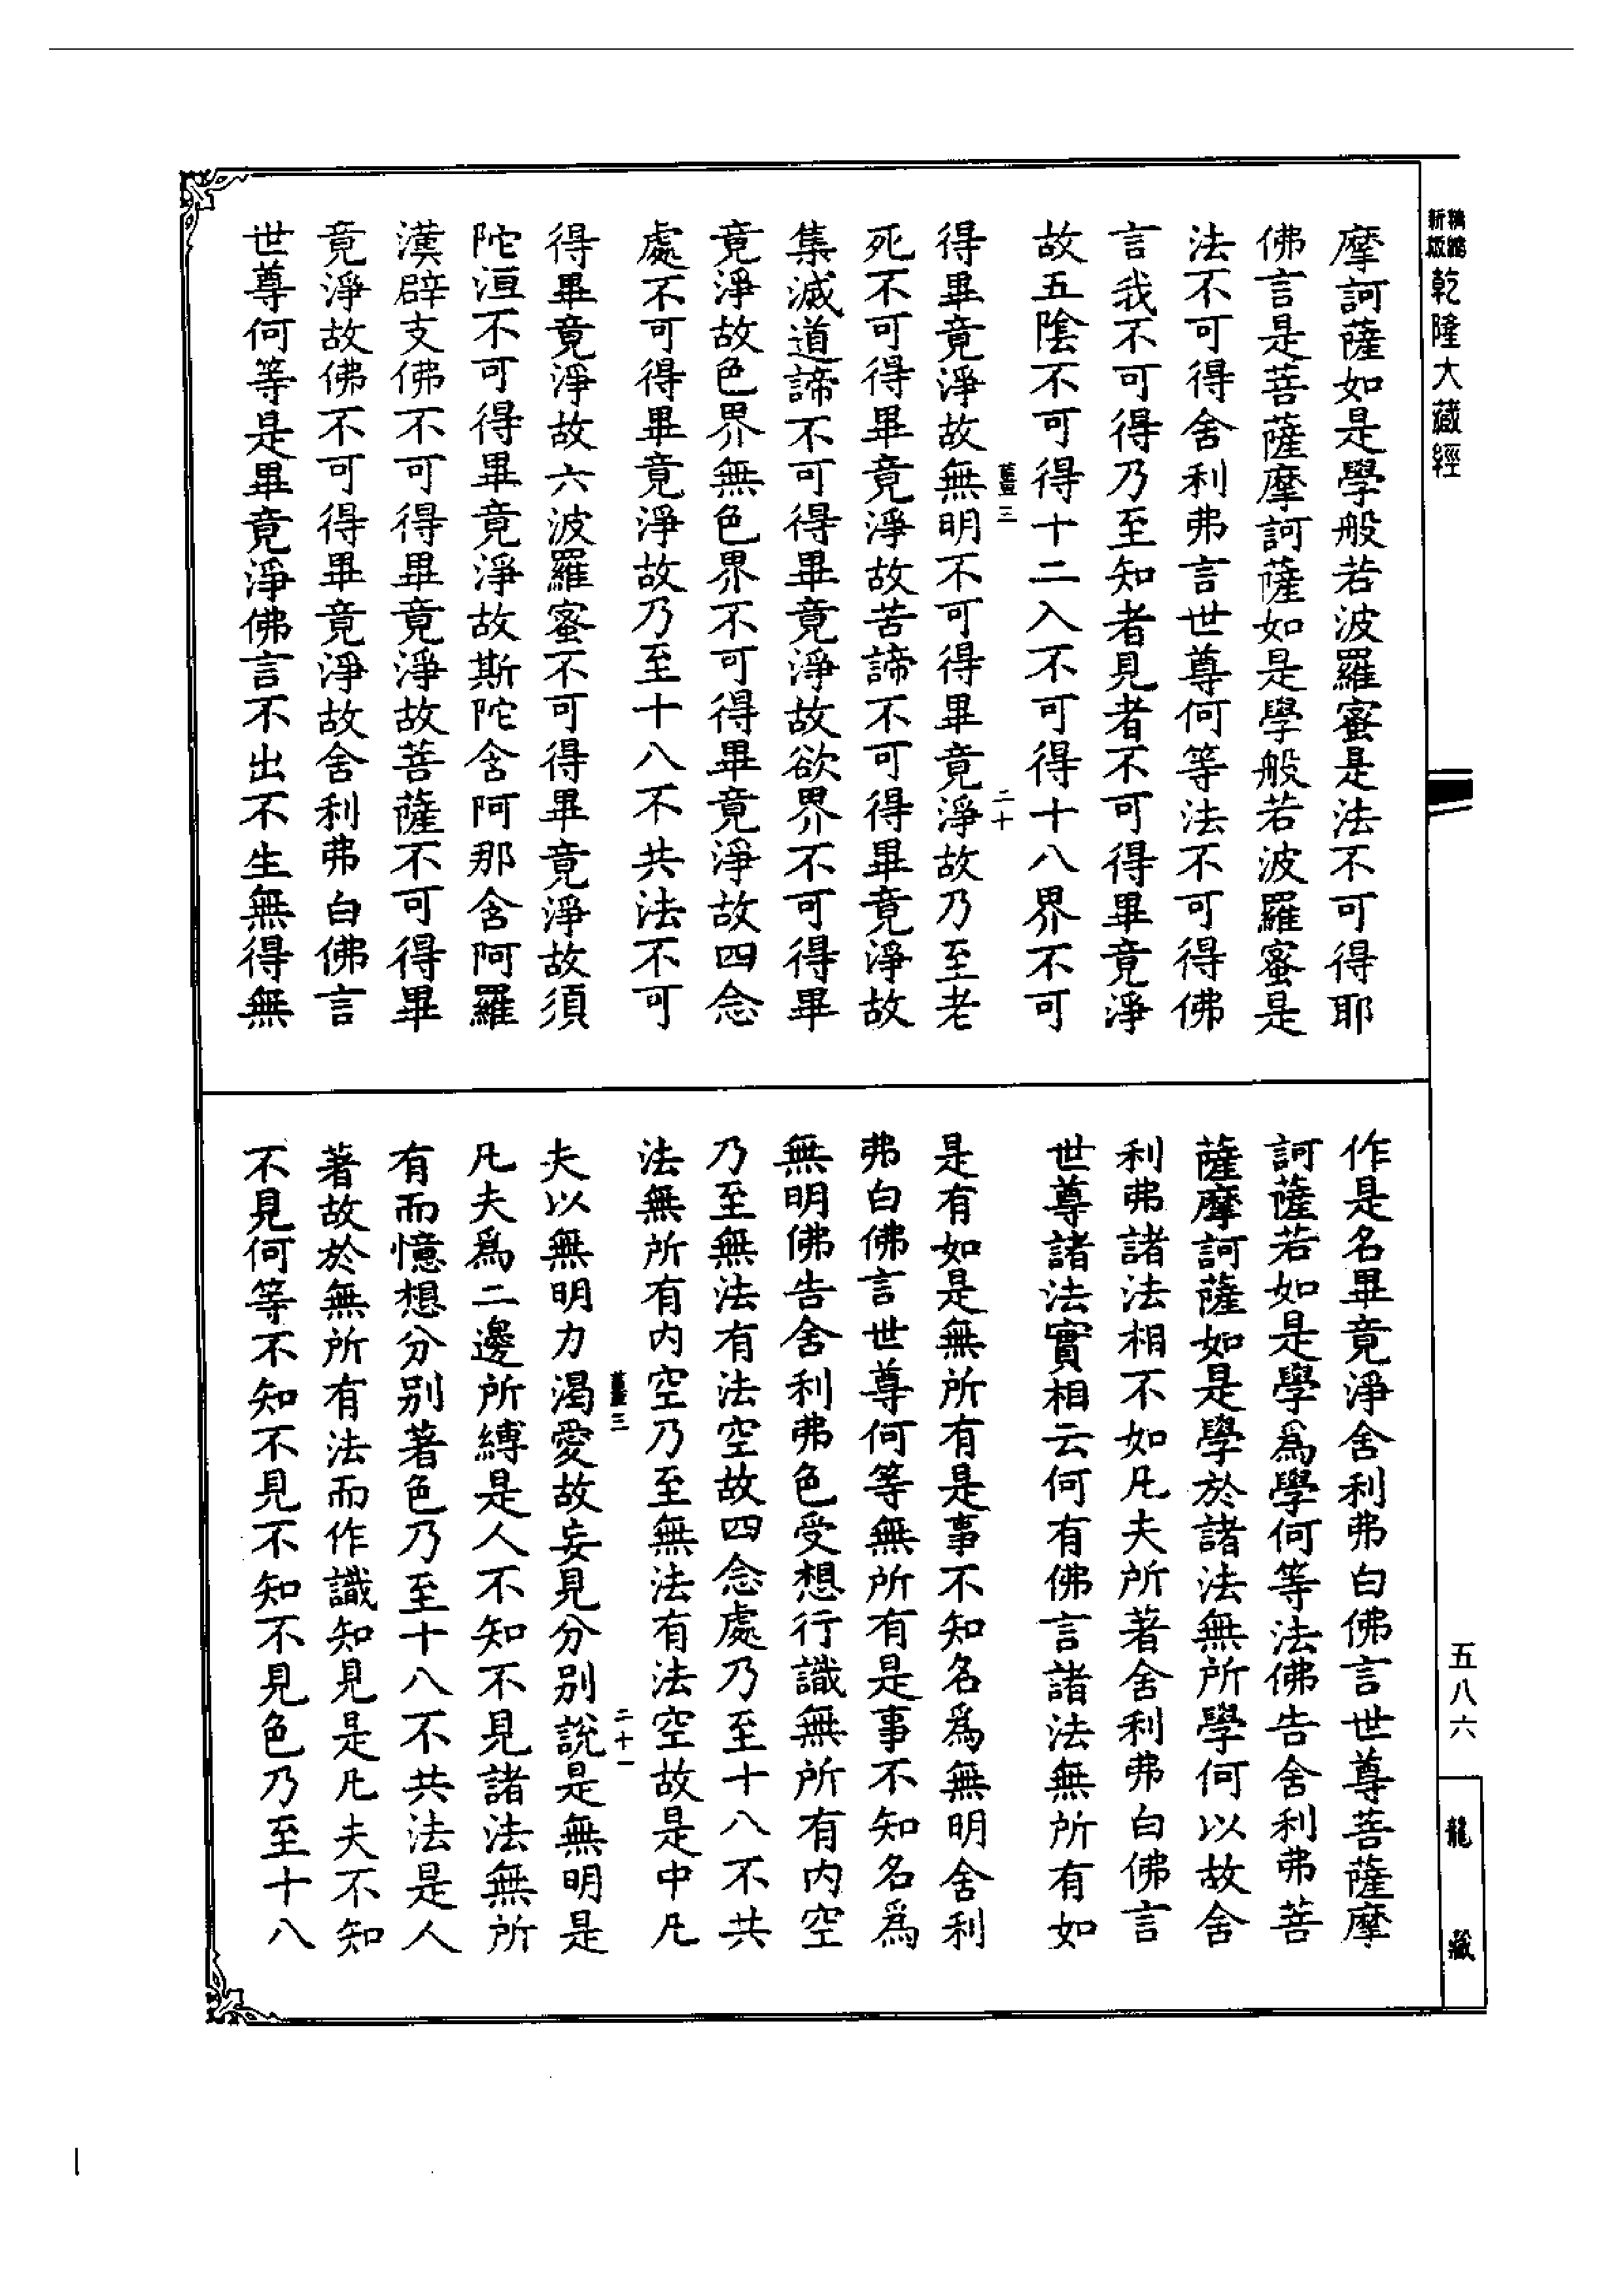 精縮新版乾隆大藏經
摩訶薩如是學般若波羅蜜是法不可得耶
佛言是菩薩摩訶薩如是學般若波羅蜜是
法不可得舍利弗言世尊何等法不可得佛
言我不可得乃至知者見者不可得畢竟淨
故五陰不可得十二入不可得十八界不可
薑三
二十
得畢竟淨故無明不可得畢竟淨故乃至老
死不可得畢竟淨故苦諦不可得畢竟淨故
集滅道諦不可得畢竟淨故欲界不可得畢
竟淨故色界無色界不可得畢竟淨故四念
處不可得畢竟淨故乃至十八不共法不可
得畢竟淨故六波羅蜜不可得畢竟淨故須
陀洹不可得畢竟淨故斯陀含阿那含阿羅
漢辟支佛不可得畢竟淨故菩薩不可得畢
竟淨故佛不可得畢竟淨故舍利弗白佛言
世尊何等是畢竟淨佛言不出不生無得無
作是名畢竟淨舍利弗白佛言世尊菩薩摩
訶薩若如是學爲學何等法佛告舍利弗菩
薩摩訶薩如是學於諸法無所學何以故舍
利弗諸法相不如凡夫所著舍利弗白佛言
世尊諸法實相云何有佛言諸法無所有如
是有如是無所有是事不知名爲無明舍利
弗白佛言世尊何等無所有是事不知名爲
無明佛告舍利弗色受想行識無所有内空
乃至無法有法空故四念處乃至十八不共
法無所有内空乃至無法有法空故是中凡
薑三
二十一
夫以無明力渴愛故妄見分別說是無明是
凡夫爲二邊所縛是人不知不見諸法無所
有而憶想分別著色乃至十八不共法是人
著故於無所有法而作識知見是凡夫不知
不見何等不知不見不知不見色乃至十八
五八六
龍藏